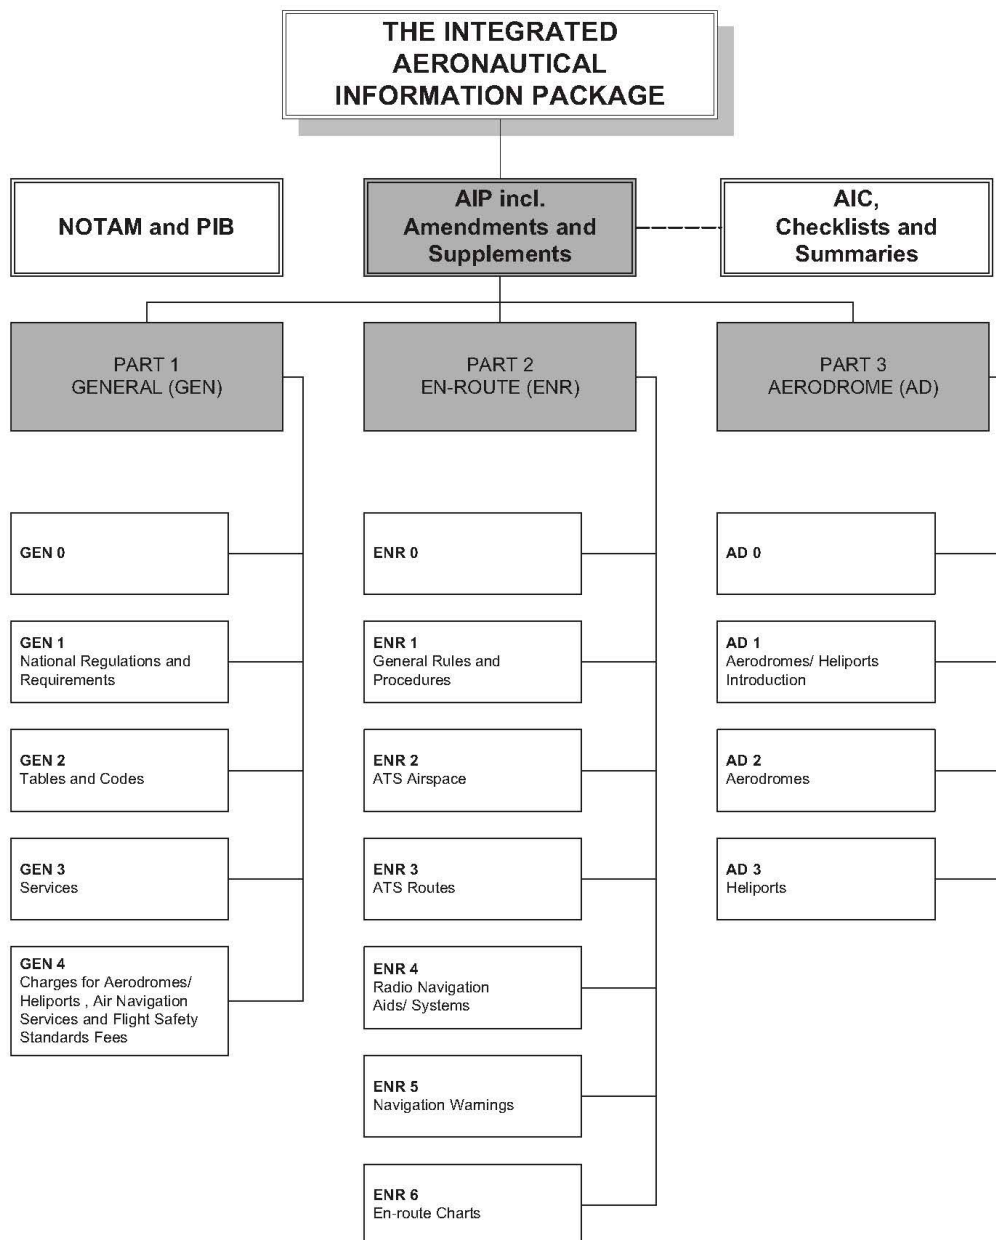 THE INTEGRATED
AERONAUTICAL
INFORMATION PACKAGE
NOTAM and PIB
AIP incl.
Amendments and
Supplements
AIC,
Checklists and
Summaries
PART 1
GENERAL (GEN)
PART 2
EN-ROUTE (ENR)
PART 3
AERODROME (AD)
GEN 0
ENR 0
AD 0
GEN 1
National Regulations and
Requirements
ENR 1
General Rules and
Procedures
AD 1
Aerodromes/ Heliports
Introduction
GEN 2
Tables and Codes
ENR 2
ATS Airspace
AD 2
Aerodromes
GEN 3
Services
ENR 3
ATS Routes
AD 3
Heliports
GEN 4
Charges for Aerodromes/
Heliports , Air Navigation
Services and Flight Safety
Standards Fees
ENR 4
Radio Navigation
Aids/ Systems
ENR 5
Navigation Warnings
ENR 6
En-route Charts